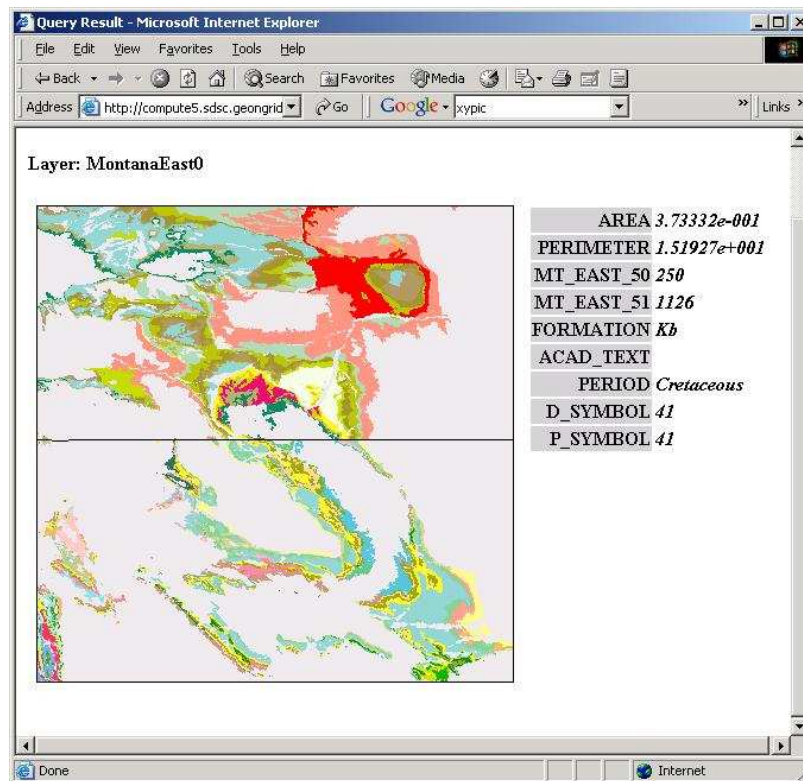 Query Result - Microsoft Internet Explorer
File Edit View Favorites Tools Help
Back Search Favorites Media
Address http://compute5.sdsc.geongrid Go Google xypic » Links »
Layer: MontanaEast0
AREA 3.73332e-001
PERIMETER 1.51927e+001
MT_EAST_50 250
MT_EAST_51 1126
FORMATION Kb
ACAD_TEXT
PERIOD Cretaceous
D_SYMBOL 41
P_SYMBOL 41
Done Internet